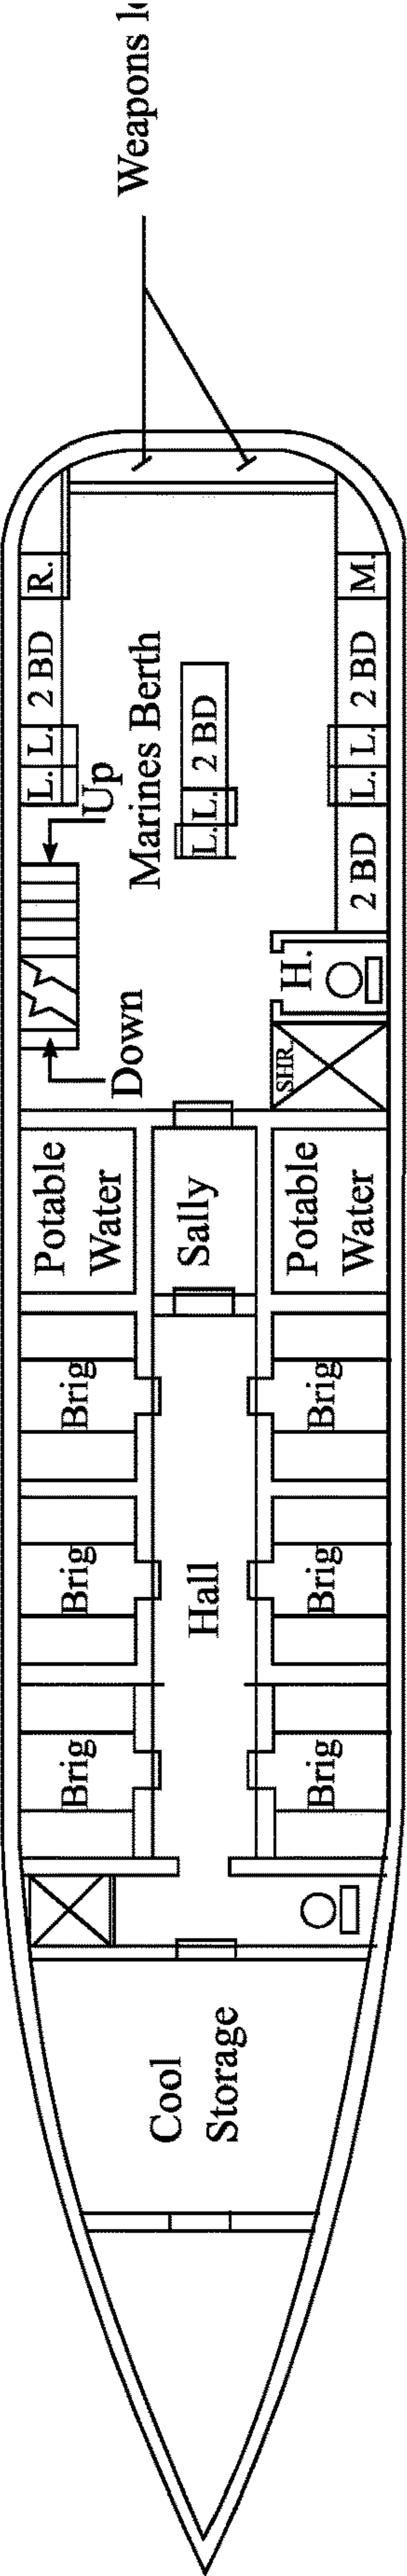 Cool
Storage
Brig
Brig
Brig
Hall
Brig
Brig
Brig
Potable
Water
Sally
Potable
Water
Down
Up
L. L. 2 BD R.
Marines Berth
L. L. 2 BD
SHR.
H.
2 BD L. L. 2 BD M.
Weapons